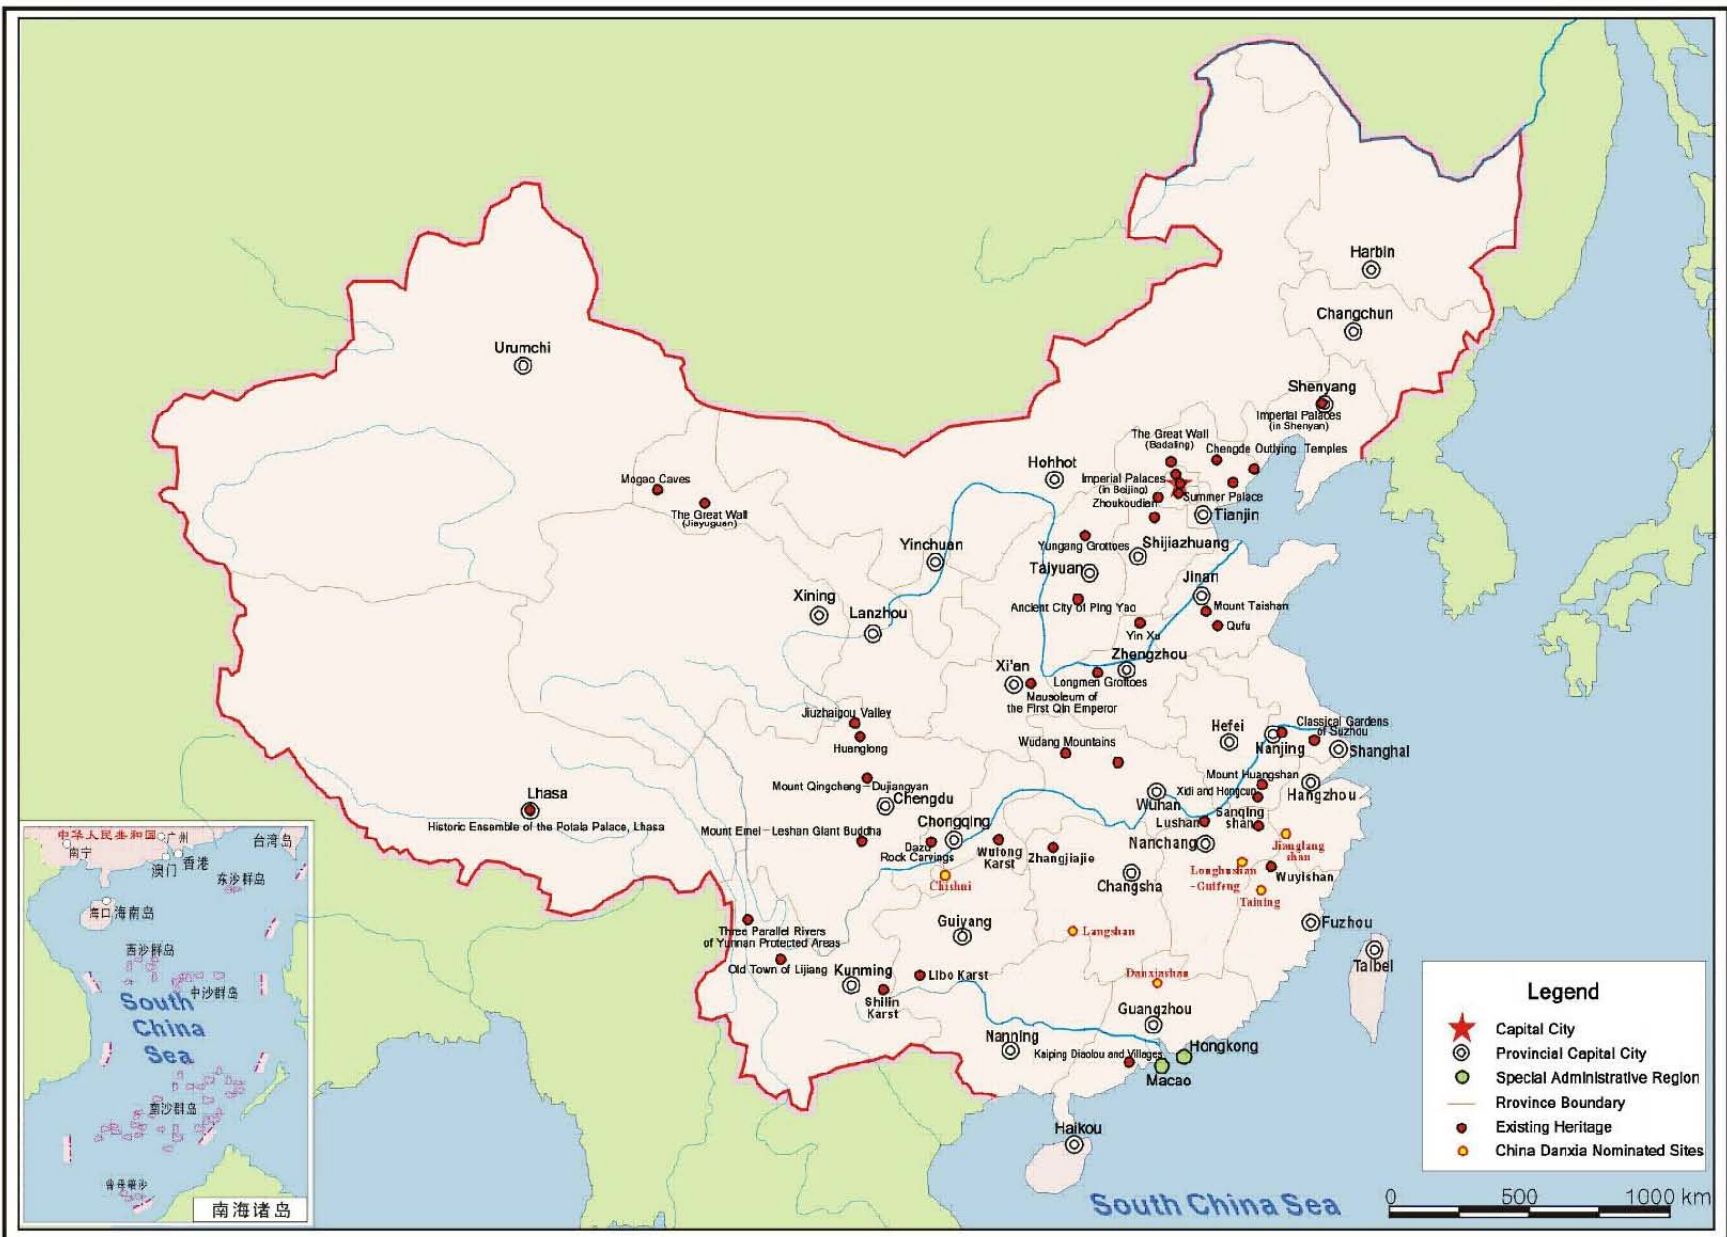 Harbin
Changchun
Urumchi
Shenyang
Imperial Palaces
(in Shenyan)
The Great Wall
(Badaling)
Chengde Outlying Temples
Hohhot
Imperial Palaces
(in Beijing)
Mogao Caves
Zhoukoudian
Summer Palace
The Great Wall
(Jiayuguan)
Tianjin
Yinchuan
Yungang Grottoes
Shijiazhuang
Taiyuan
Jinan
Xining
Lanzhou
Ancient City of Ping Yao
Mount Taishan
Qufu
Yin Xu
Zhengzhou
Xi'an
Longmen Grottoes
Mausoleum of
the First Qin Emperor
Jiuzhaigou Valley
Huanglong
Hefei
Classical Gardens
of Suzhou
Wudang Mountains
Nanjing
Shanghai
Mount Huangshan
Mount Qingcheng-Dujiangyan
Xidi and Hongcun
Hangzhou
Lhasa
Chengdu
Wuhan
Historic Ensemble of the Potala Palace, Lhasa
Mount Emei-Leshan Giant Buddha
Chongqing
Lushan
Sanqing
shan
Dazu
Rock Carvings
Wulong
Karst
Zhangjiajie
Nanchang
Jianglang
shan
Chishui
Changsha
Longhushan
-Guifeng
Wuyishan
Taining
Guiyang
Fuzhou
Three Parallel Rivers
of Yunnan Protected Areas
Langshan
Old Town of Lijiang
Kunming
Libo Karst
Danxiashan
Taibei
Shilin
Karst
Guangzhou
Nanning
Kaiping Diaolou and Villages
Hongkong
Macao
Haikou
South China Sea
中华人民共和国
广州
台湾岛
南宁
香港
澳门
东沙群岛
海口
海南岛
西沙群岛
中沙群岛
South
China
Sea
南沙群岛
曾母暗沙
南海诸岛
Legend
Capital City
Provincial Capital City
Special Administrative Region
Rrovince Boundary
Existing Heritage
China Danxia Nominated Sites
0 500 1000 km